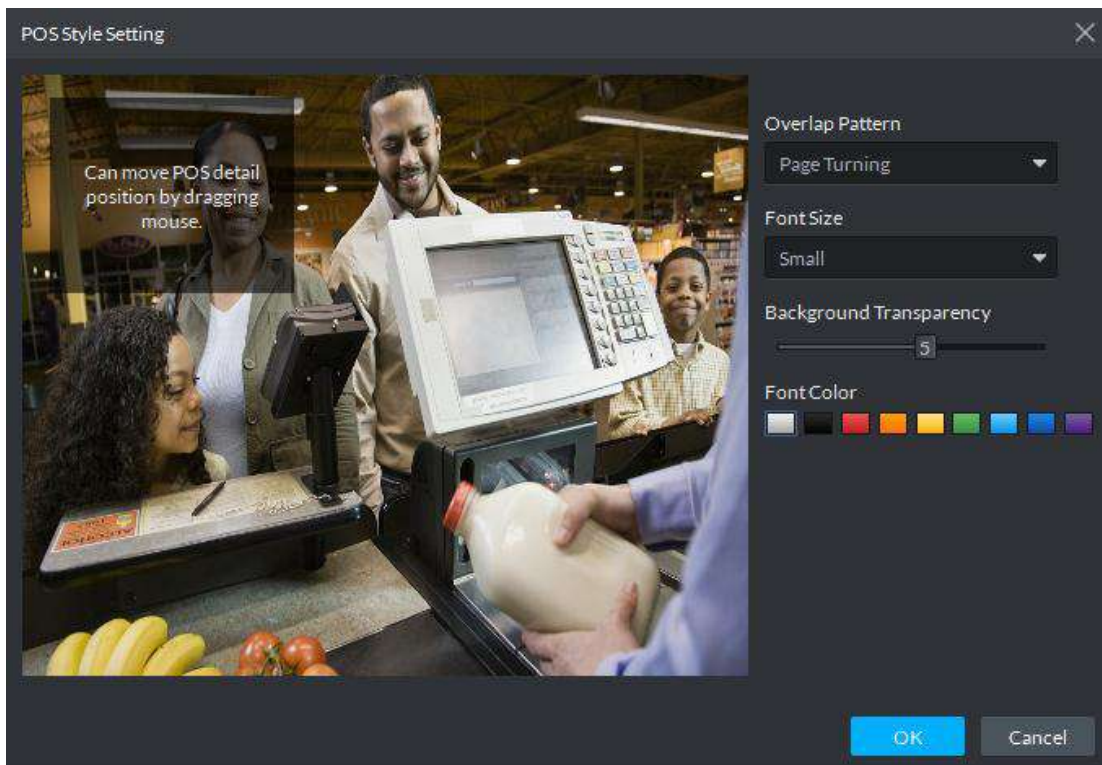 POS Style Setting
Can move POS detail
position by dragging
mouse.
Overlap Pattern
Page Turning
Font Size
Small
Background Transparency
5
Font Color
OK
Cancel